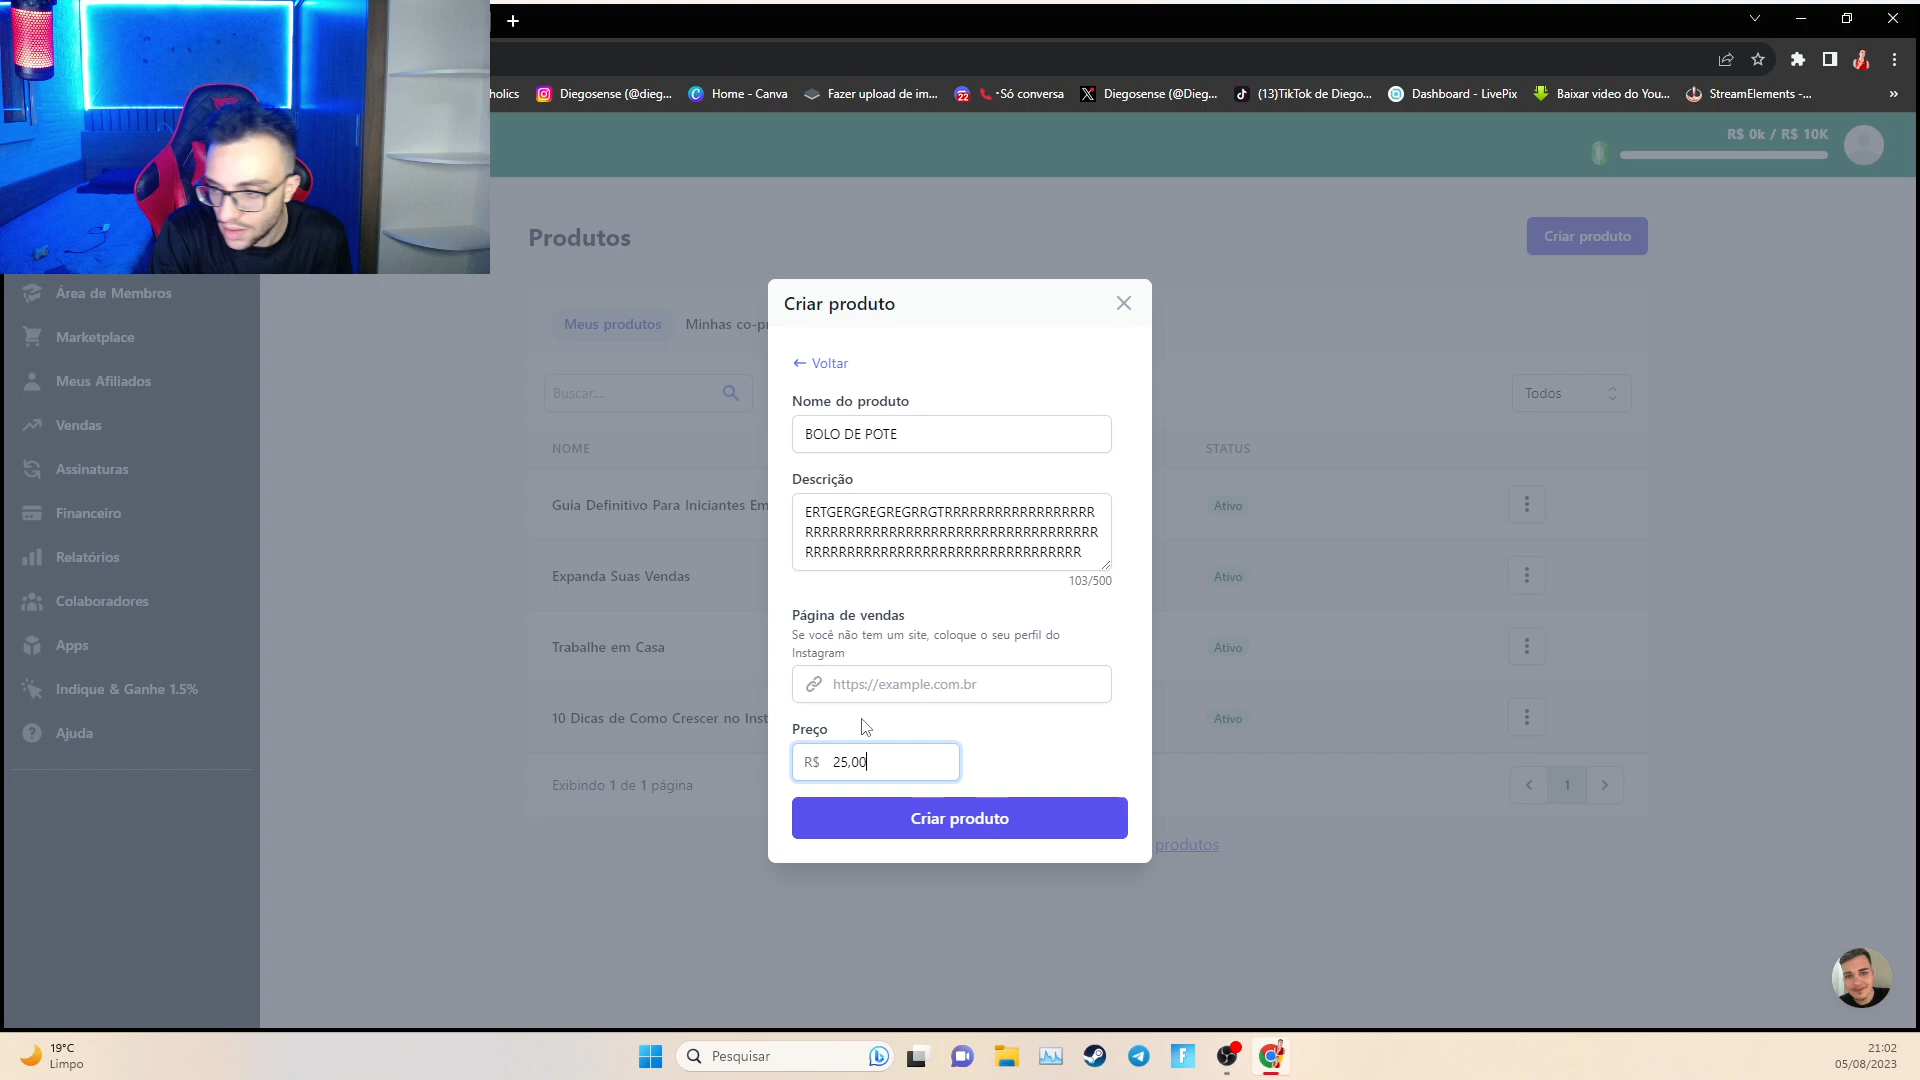 holics
Diegosense (@dieg...
Home - Canva
Fazer upload de im...
22
• Só conversa
Diegosense (@Dieg...
(13)TikTok de Diego...
Dashboard - LivePix
Baixar video do You...
StreamElements -...
»
R$ 0k / R$ 10K
Área de Membros
Marketplace
Meus Afiliados
Vendas
Assinaturas
Financeiro
Relatórios
Colaboradores
Apps
Indique & Ganhe 1.5%
Ajuda
Produtos
Criar produto
Meus produtos
Minhas co-pr
Buscar....
Todos
NOME
STATUS
Guia Definitivo Para Iniciantes Em
Ativo
Expanda Suas Vendas
Ativo
Trabalhe em Casa
Ativo
10 Dicas de Como Crescer no Inst
Ativo
Exibindo 1 de 1 página
1
produtos
Criar produto
← Voltar
Nome do produto
BOLO DE POTE
Descrição
ERTGERGREGREGRRGTRRRRRRRRRRRRRRRRRR
RRRRRRRRRRRRRRRRRRRRRRRRRRRRRRRRRRR
RRRRRRRRRRRRRRRRRRRRRRRRRRRRRRRRR
103/500
Página de vendas
Se você não tem um site, coloque o seu perfil do
Instagram
https://example.com.br
Preço
R$ 25,00
Criar produto
19°C
Limpo
Pesquisar
21:02
05/08/2023